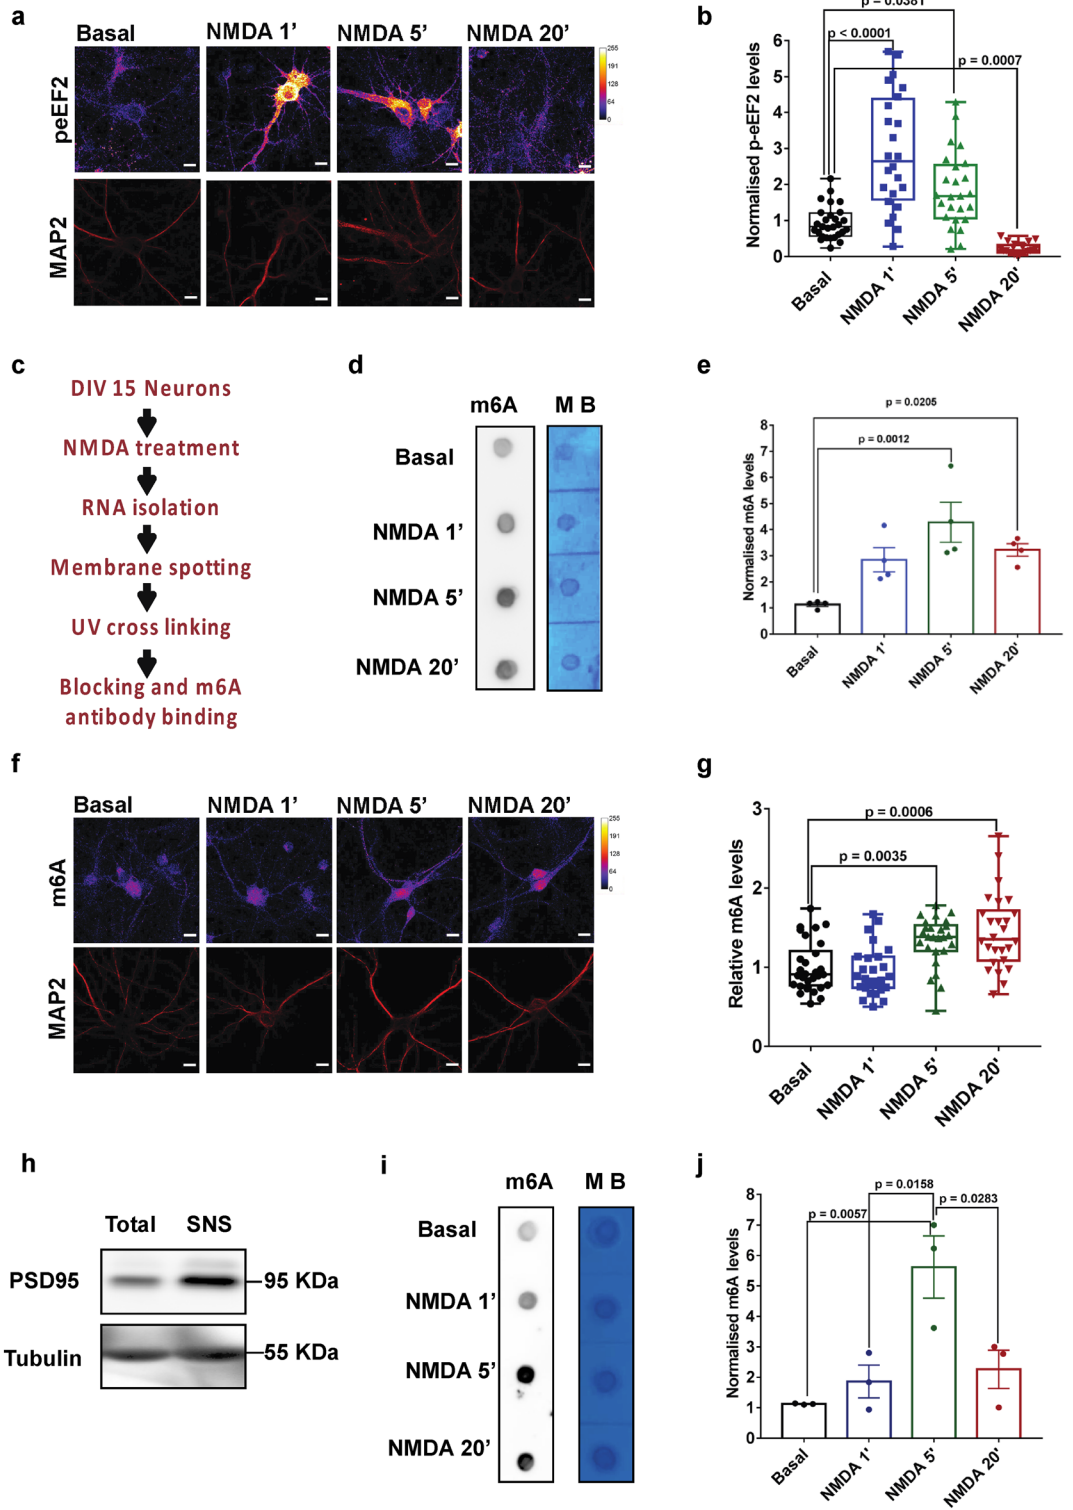 a
Basal
NMDA 1'
NMDA 5'
NMDA 20'
peEF2
MAP2
255
191
128
64
0
b
p = 0.0381
p < 0.0001
p = 0.0007
Normalised p-eEF2 levels
6
5
4
3
2
1
0
Basal
NMDA 1'
NMDA 5'
NMDA 20'
c
DIV 15 Neurons
NMDA treatment
RNA isolation
Membrane spotting
UV cross linking
Blocking and m6A
antibody binding
d
m6A
M B
Basal
NMDA 1'
NMDA 5'
NMDA 20'
e
p = 0.0205
p = 0.0012
Normalised m6A levels
8
7
6
5
4
3
2
1
0
Basal
NMDA 1'
NMDA 5'
NMDA 20'
f
Basal
NMDA 1'
NMDA 5'
NMDA 20'
m6A
MAP2
255
191
128
64
0
g
p = 0.0006
p = 0.0035
Relative m6A levels
3
2
1
0
Basal
NMDA 1'
NMDA 5'
NMDA 20'
h
Total
SNS
PSD95
95 KDa
Tubulin
55 KDa
i
m6A
M B
Basal
NMDA 1'
NMDA 5'
NMDA 20'
j
p = 0.0158
p = 0.0283
p = 0.0057
Normalised m6A levels
8
7
6
5
4
3
2
1
0
Basal
NMDA 1'
NMDA 5'
NMDA 20'